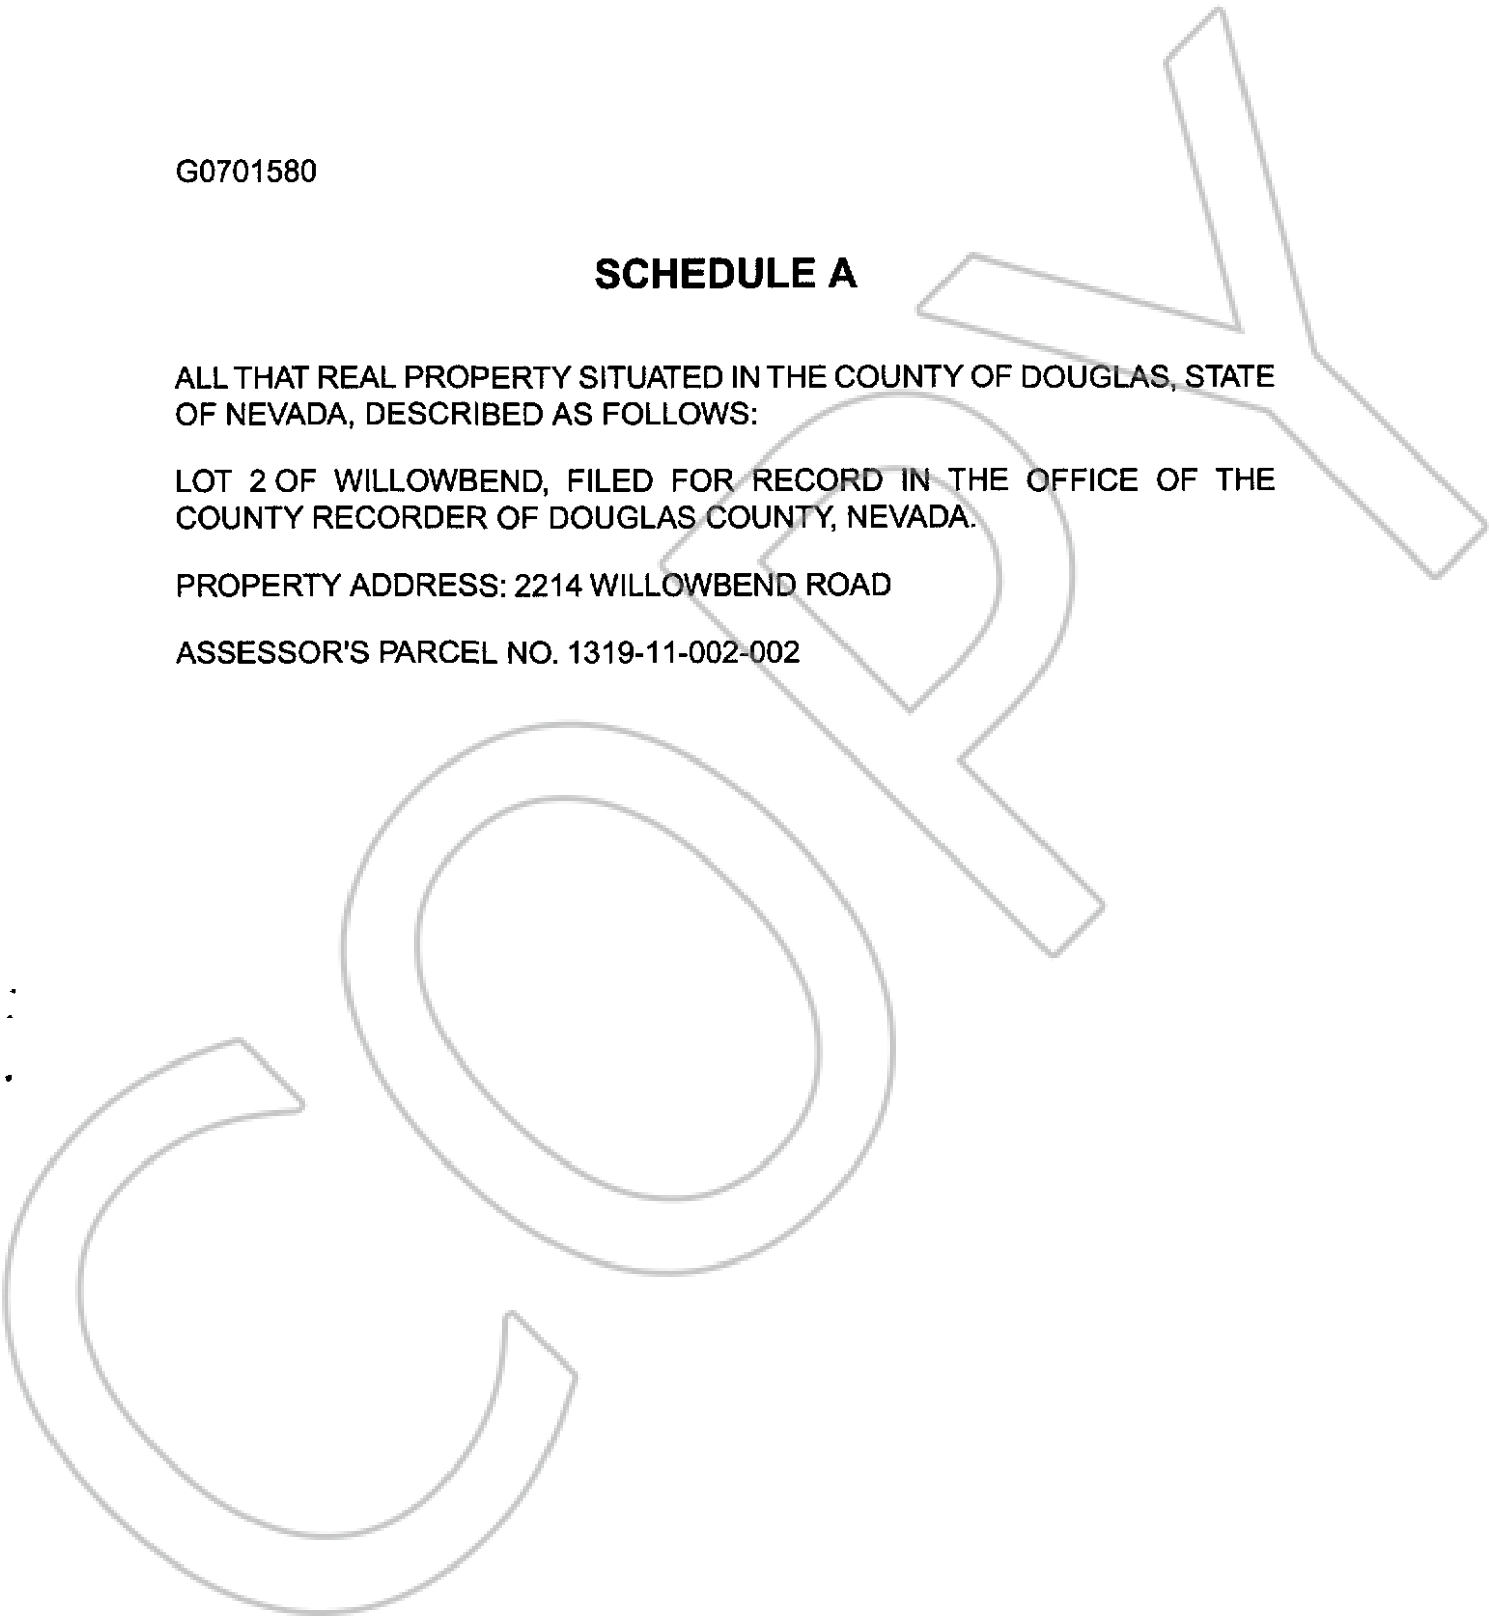 G0701580
SCHEDULE A
ALL THAT REAL PROPERTY SITUATED IN THE COUNTY OF DOUGLAS, STATE
OF NEVADA, DESCRIBED AS FOLLOWS:
LOT 2 OF WILLOWBEND, FILED FOR RECORD IN THE OFFICE OF THE
COUNTY RECORDER OF DOUGLAS COUNTY, NEVADA.
PROPERTY ADDRESS: 2214 WILLOWBEND ROAD
ASSESSOR'S PARCEL NO. 1319-11-002-002
COPY